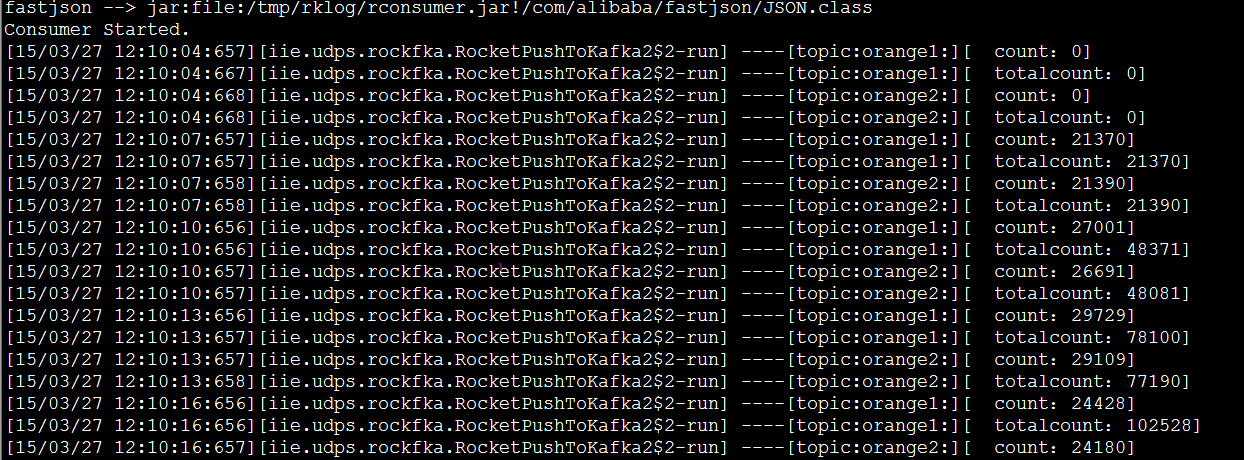 fastjson --> jar:file:/tmp/rklog/rconsumer.jar!/com/alibaba/fastjson/JSON.class
Consumer Started.
[15/03/27 12:10:04:657][iie.udps.rockfka.RocketPushToKafka2$2-run] ----[topic:orange1:][  count：0]
[15/03/27 12:10:04:667][iie.udps.rockfka.RocketPushToKafka2$2-run] ----[topic:orange1:][  totalcount：0]
[15/03/27 12:10:04:668][iie.udps.rockfka.RocketPushToKafka2$2-run] ----[topic:orange2:][  count：0]
[15/03/27 12:10:04:668][iie.udps.rockfka.RocketPushToKafka2$2-run] ----[topic:orange2:][  totalcount：0]
[15/03/27 12:10:07:657][iie.udps.rockfka.RocketPushToKafka2$2-run] ----[topic:orange1:][  count：21370]
[15/03/27 12:10:07:657][iie.udps.rockfka.RocketPushToKafka2$2-run] ----[topic:orange1:][  totalcount：21370]
[15/03/27 12:10:07:658][iie.udps.rockfka.RocketPushToKafka2$2-run] ----[topic:orange2:][  count：21390]
[15/03/27 12:10:07:658][iie.udps.rockfka.RocketPushToKafka2$2-run] ----[topic:orange2:][  totalcount：21390]
[15/03/27 12:10:10:656][iie.udps.rockfka.RocketPushToKafka2$2-run] ----[topic:orange1:][  count：27001]
[15/03/27 12:10:10:656][iie.udps.rockfka.RocketPushToKafka2$2-run] ----[topic:orange1:][  totalcount：48371]
[15/03/27 12:10:10:657][iie.udps.rockfka.RocketPushToKafka2$2-run] ----[topic:orange2:][  count：26691]
[15/03/27 12:10:10:657][iie.udps.rockfka.RocketPushToKafka2$2-run] ----[topic:orange2:][  totalcount：48081]
[15/03/27 12:10:13:656][iie.udps.rockfka.RocketPushToKafka2$2-run] ----[topic:orange1:][  count：29729]
[15/03/27 12:10:13:657][iie.udps.rockfka.RocketPushToKafka2$2-run] ----[topic:orange1:][  totalcount：78100]
[15/03/27 12:10:13:657][iie.udps.rockfka.RocketPushToKafka2$2-run] ----[topic:orange2:][  count：29109]
[15/03/27 12:10:13:658][iie.udps.rockfka.RocketPushToKafka2$2-run] ----[topic:orange2:][  totalcount：77190]
[15/03/27 12:10:16:656][iie.udps.rockfka.RocketPushToKafka2$2-run] ----[topic:orange1:][  count：24428]
[15/03/27 12:10:16:656][iie.udps.rockfka.RocketPushToKafka2$2-run] ----[topic:orange1:][  totalcount：102528]
[15/03/27 12:10:16:657][iie.udps.rockfka.RocketPushToKafka2$2-run] ----[topic:orange2:][  count：24180]